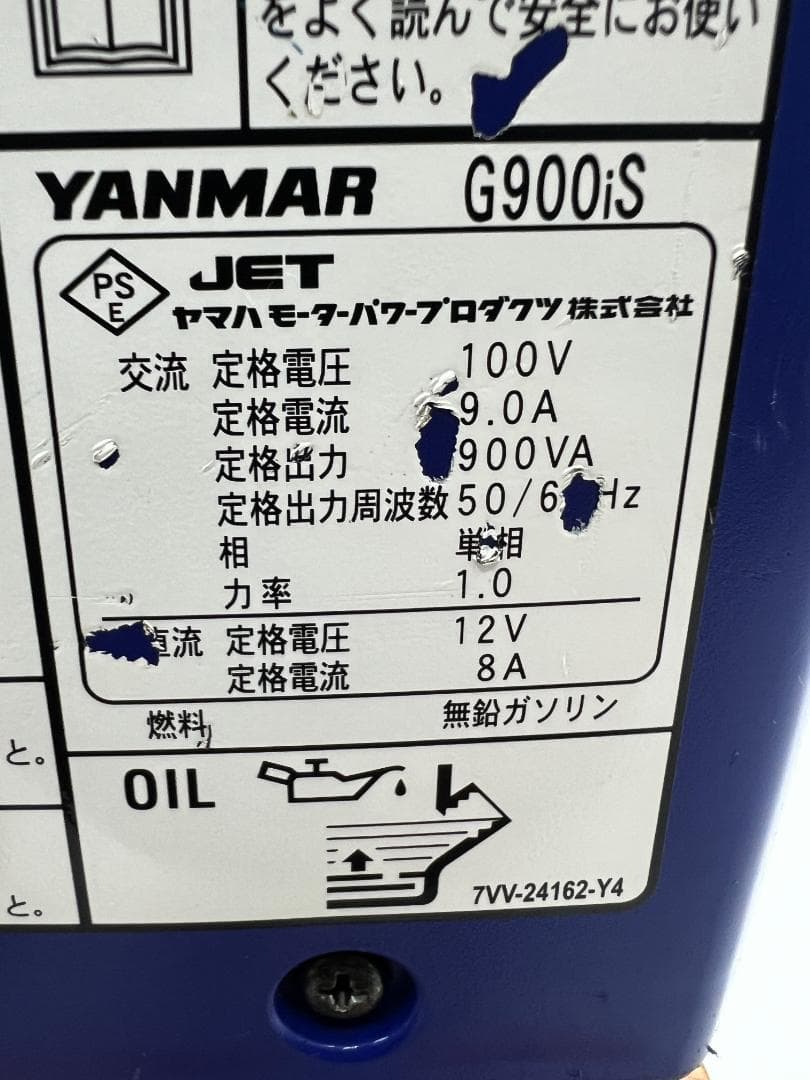 をよく読んで安全にお使い
ください。
YANMAR G900iS
PS
E
JET
ヤマハモーターパワープロダクツ株式会社
交流 定格電圧 100V
定格電流 9.0A
定格出力 900VA
定格出力周波数 50/6 Hz
相 単相
力率 1.0
直流 定格電圧 12V
定格電流 8A
燃料 無鉛ガソリン
と。
OIL
7VV-24162-Y4
と。